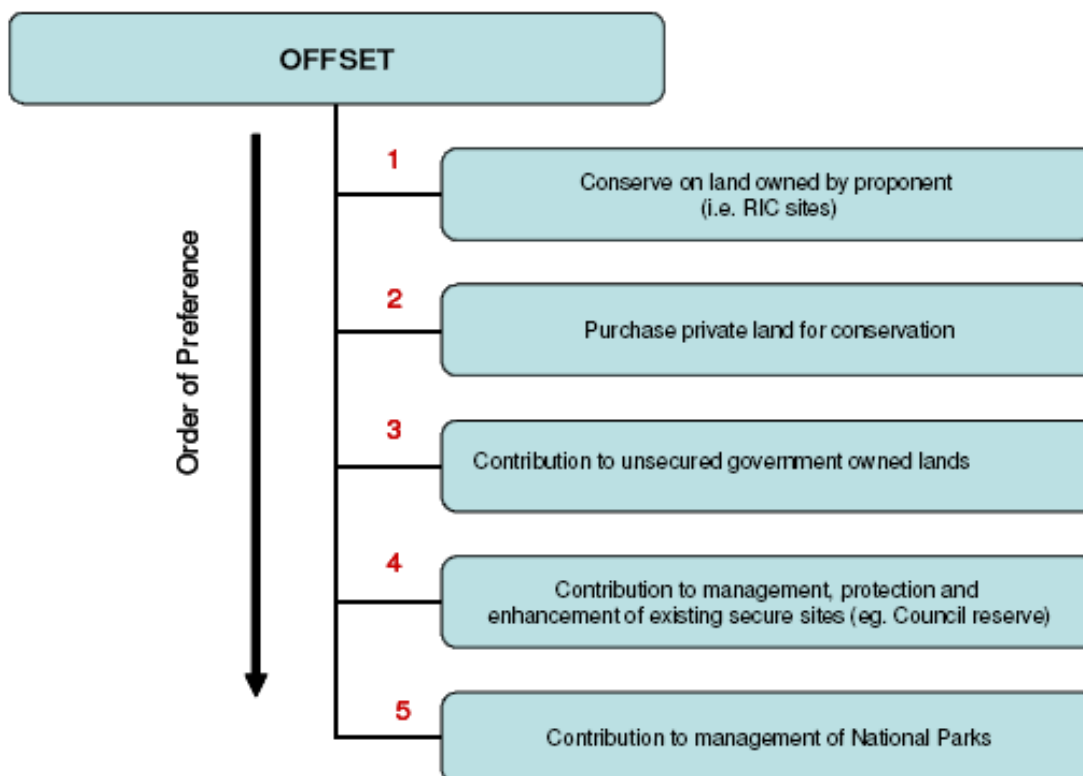 OFFSET
Order of Preference
1
Conserve on land owned by proponent
(i.e. RIC sites)
2
Purchase private land for conservation
3
Contribution to unsecured government owned lands
4
Contribution to management, protection and
enhancement of existing secure sites (eg. Council reserve)
5
Contribution to management of National Parks